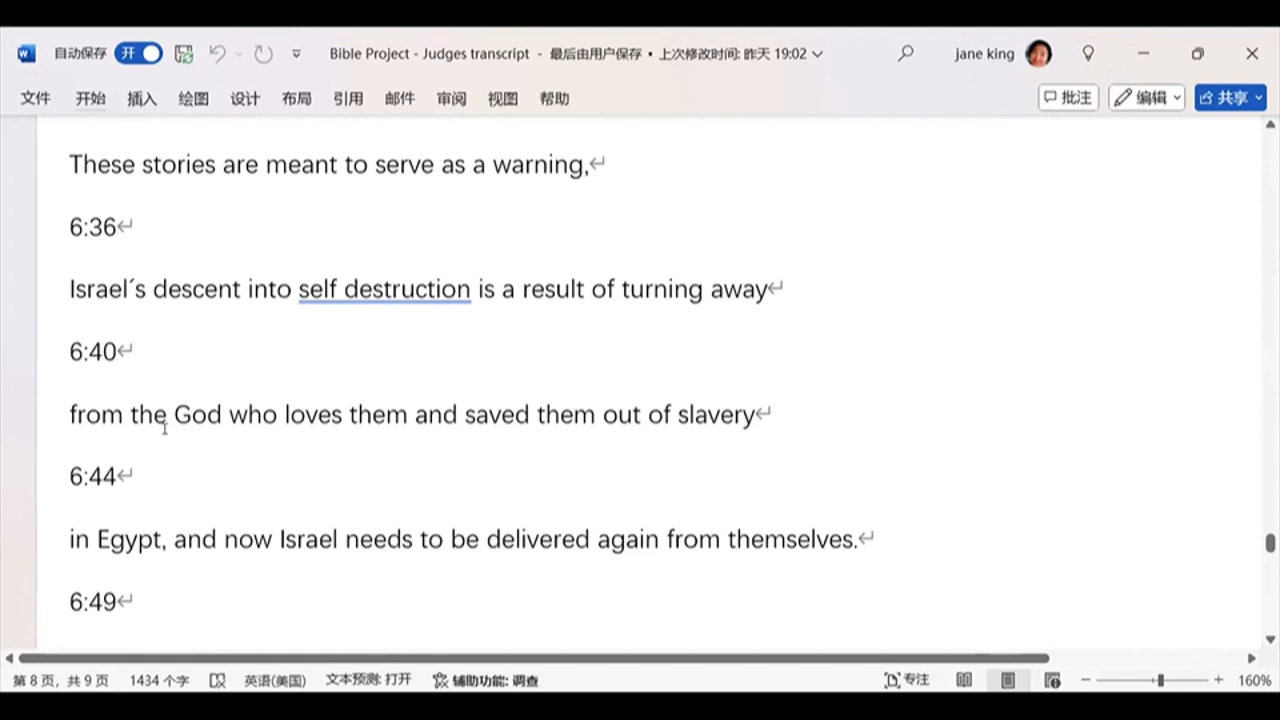 自动保存 开 Bible Project - Judges transcript - 最后由用户保存 • 上次修改时间: 昨天 19:02 jane king
文件 开始 插入 绘图 设计 布局 引用 邮件 审阅 视图 帮助 批注 编辑 共享
These stories are meant to serve as a warning,↵
6:36↵
Israel´s descent into self destruction is a result of turning away↵
6:40↵
from the God who loves them and saved them out of slavery↵
6:44↵
in Egypt, and now Israel needs to be delivered again from themselves.↵
6:49↵
第 8 页，共 9 页 1434 个字 英语(美国) 文本预测: 打开 辅助功能: 调查 专注 160%